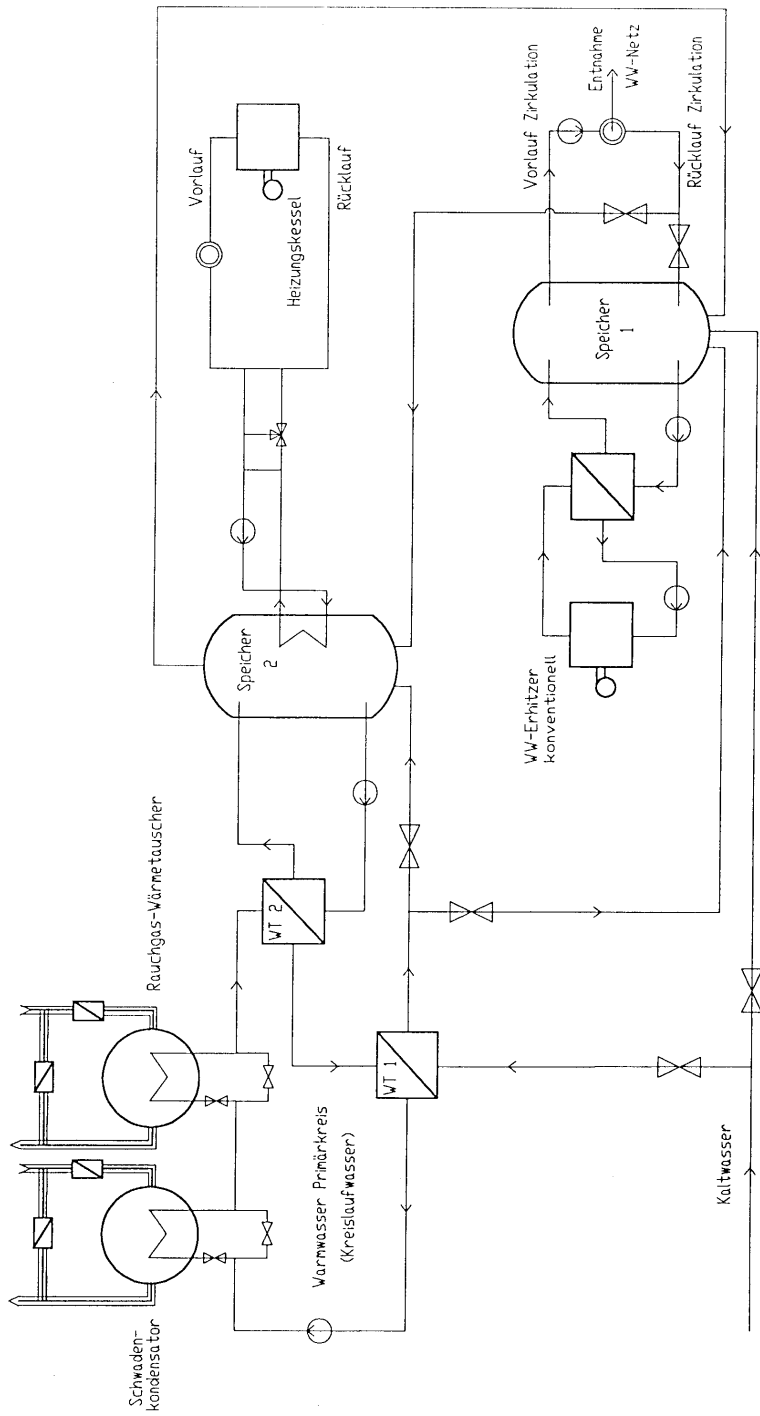 Schwaden-
kondensator
Rauchgas-Wärmetauscher
Warmwasser Primärkreis
(Kreislaufwasser)
WT 2
WT 1
Speicher
2
Vorlauf
Heizungskessel
Rücklauf
WW-Erhitzer
konventionell
Speicher
1
Vorlauf Zirkulation
Entnahme
WW-Netz
Rücklauf Zirkulation
Kaltwasser